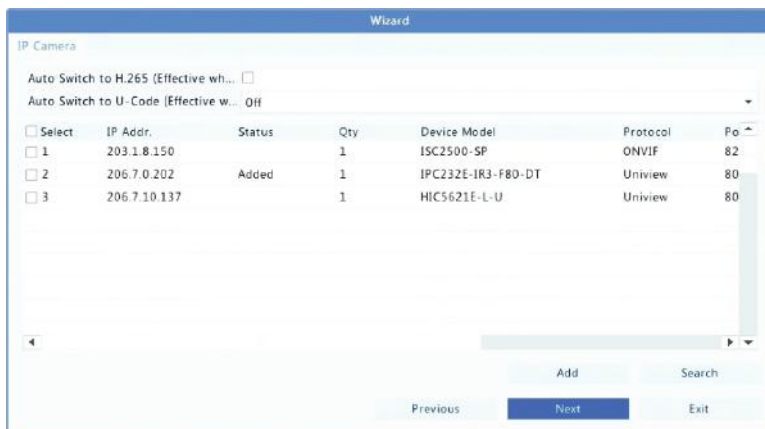 Wizard
IP Camera
Auto Switch to H.265 (Effective wh...
Auto Switch to U-Code (Effective w... Off
Select IP Addr. Status Qty Device Model Protocol Po
1 203.1.8.150 1 ISC2500-SP ONVIF 82
2 206.7.0.202 Added 1 IPC232E-IR3-F80-DT Uniview 80
3 206.7.10.137 1 HIC5621E-L-U Uniview 80
Add Search
Previous Next Exit